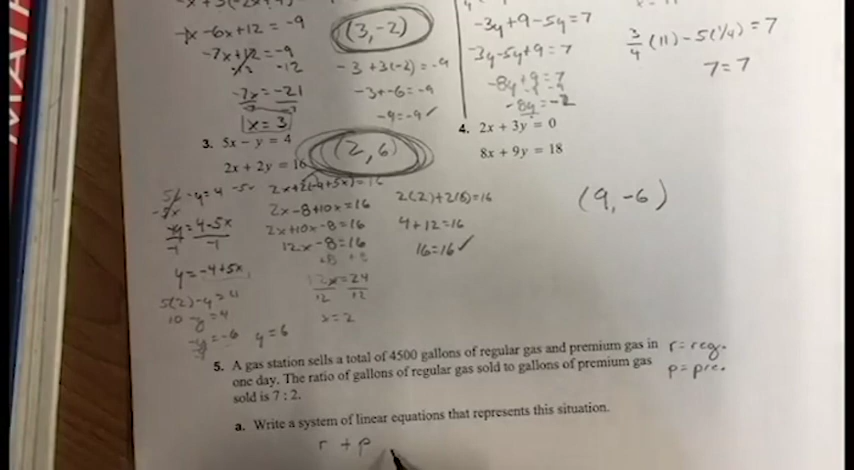 MATH
-x - 6x + 12 = -9
(3, -2)
-3y + 9 - 5y = 7
-7x + 12 = -9
-12
-3 + 3(-2) = -9
-3y - 5y + 9 = 7
3/4 (11) - 5(1/4) = 7
-7x = -21
-3 + -6 = -9
-8y + 9 = 7
7 = 7
x = 3
-9 = -9 ✓
-8y = -2
3. 5x - y = 4
(2, 6)
4. 2x + 3y = 0
2x + 2y = 16
8x + 9y = 18
5x - y = 4 -5x
2x + 2(-4+5x) = 16
2(2) + 2(6) = 16
(9, -6)
-5x
2x - 8 + 10x = 16
-y = 4 - 5x
2x + 10x - 8 = 16
4 + 12 = 16
-1 -1
12x - 8 = 16
16 = 16 ✓
+8 +8
y = -4 + 5x
12x = 24
12 12
5(2) - y = 4
10 - y = 4
x = 2
-y = -6 y = 6
5. A gas station sells a total of 4500 gallons of regular gas and premium gas in r = reg.
one day. The ratio of gallons of regular gas sold to gallons of premium gas p = pre.
sold is 7 : 2.
a. Write a system of linear equations that represents this situation.
r + p